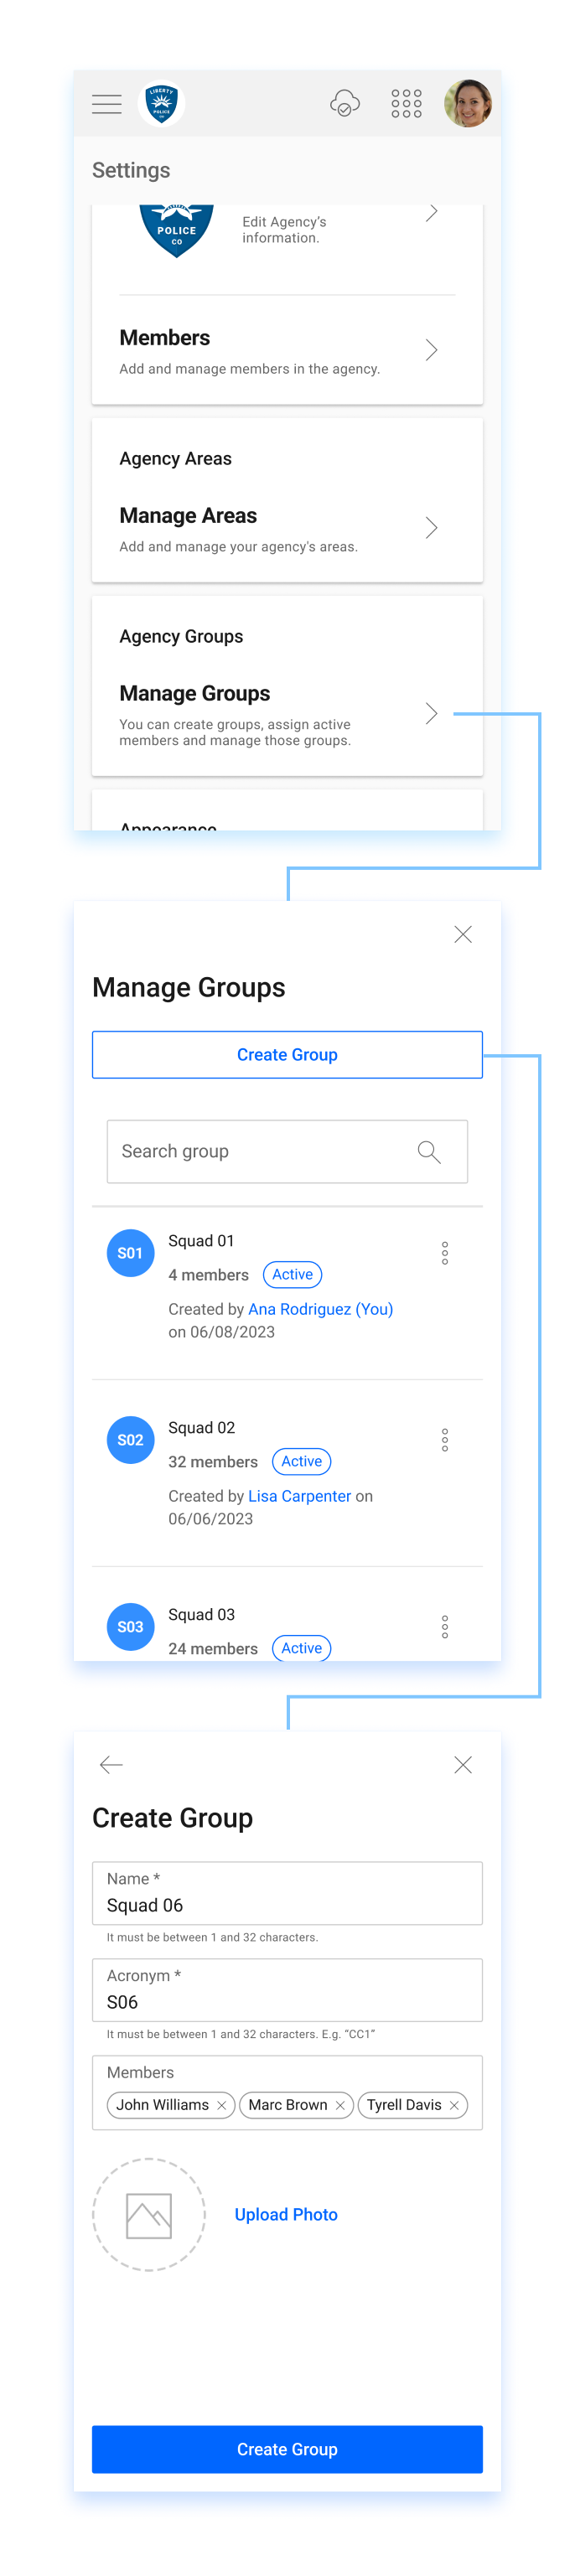 LIBERTY
POLICE
CO
Settings
POLICE
CO
Edit Agency's
information.
Members
Add and manage members in the agency.
Agency Areas
Manage Areas
Add and manage your agency's areas.
Agency Groups
Manage Groups
You can create groups, assign active
members and manage those groups.
Appearance
Manage Groups
Create Group
Search group
S01
Squad 01
4 members Active
Created by Ana Rodriguez (You)
on 06/08/2023
S02
Squad 02
32 members Active
Created by Lisa Carpenter on
06/06/2023
S03
Squad 03
24 members Active
Create Group
Name *
Squad 06
It must be between 1 and 32 characters.
Acronym *
S06
It must be between 1 and 32 characters. E.g. “CC1”
Members
John Williams Marc Brown Tyrell Davis
Upload Photo
Create Group